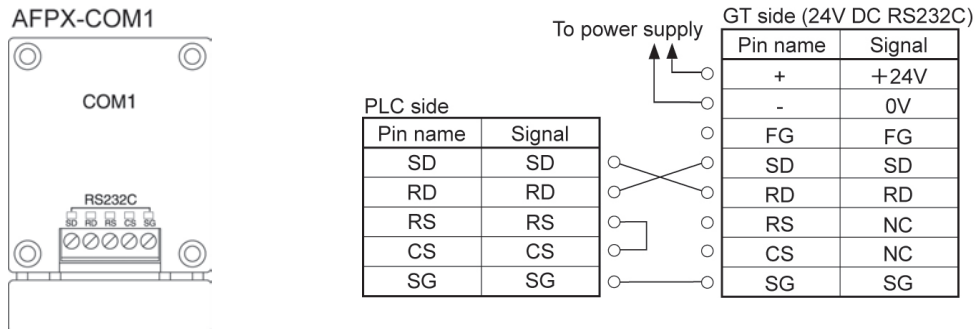 AFPX-COM1
COM1
RS232C
SD RD RS CS SG
To power supply
GT side (24V DC RS232C)
Pin name Signal
+ +24V
- 0V
FG FG
SD SD
RD RD
RS NC
CS NC
SG SG
PLC side
Pin name Signal
SD SD
RD RD
RS RS
CS CS
SG SG